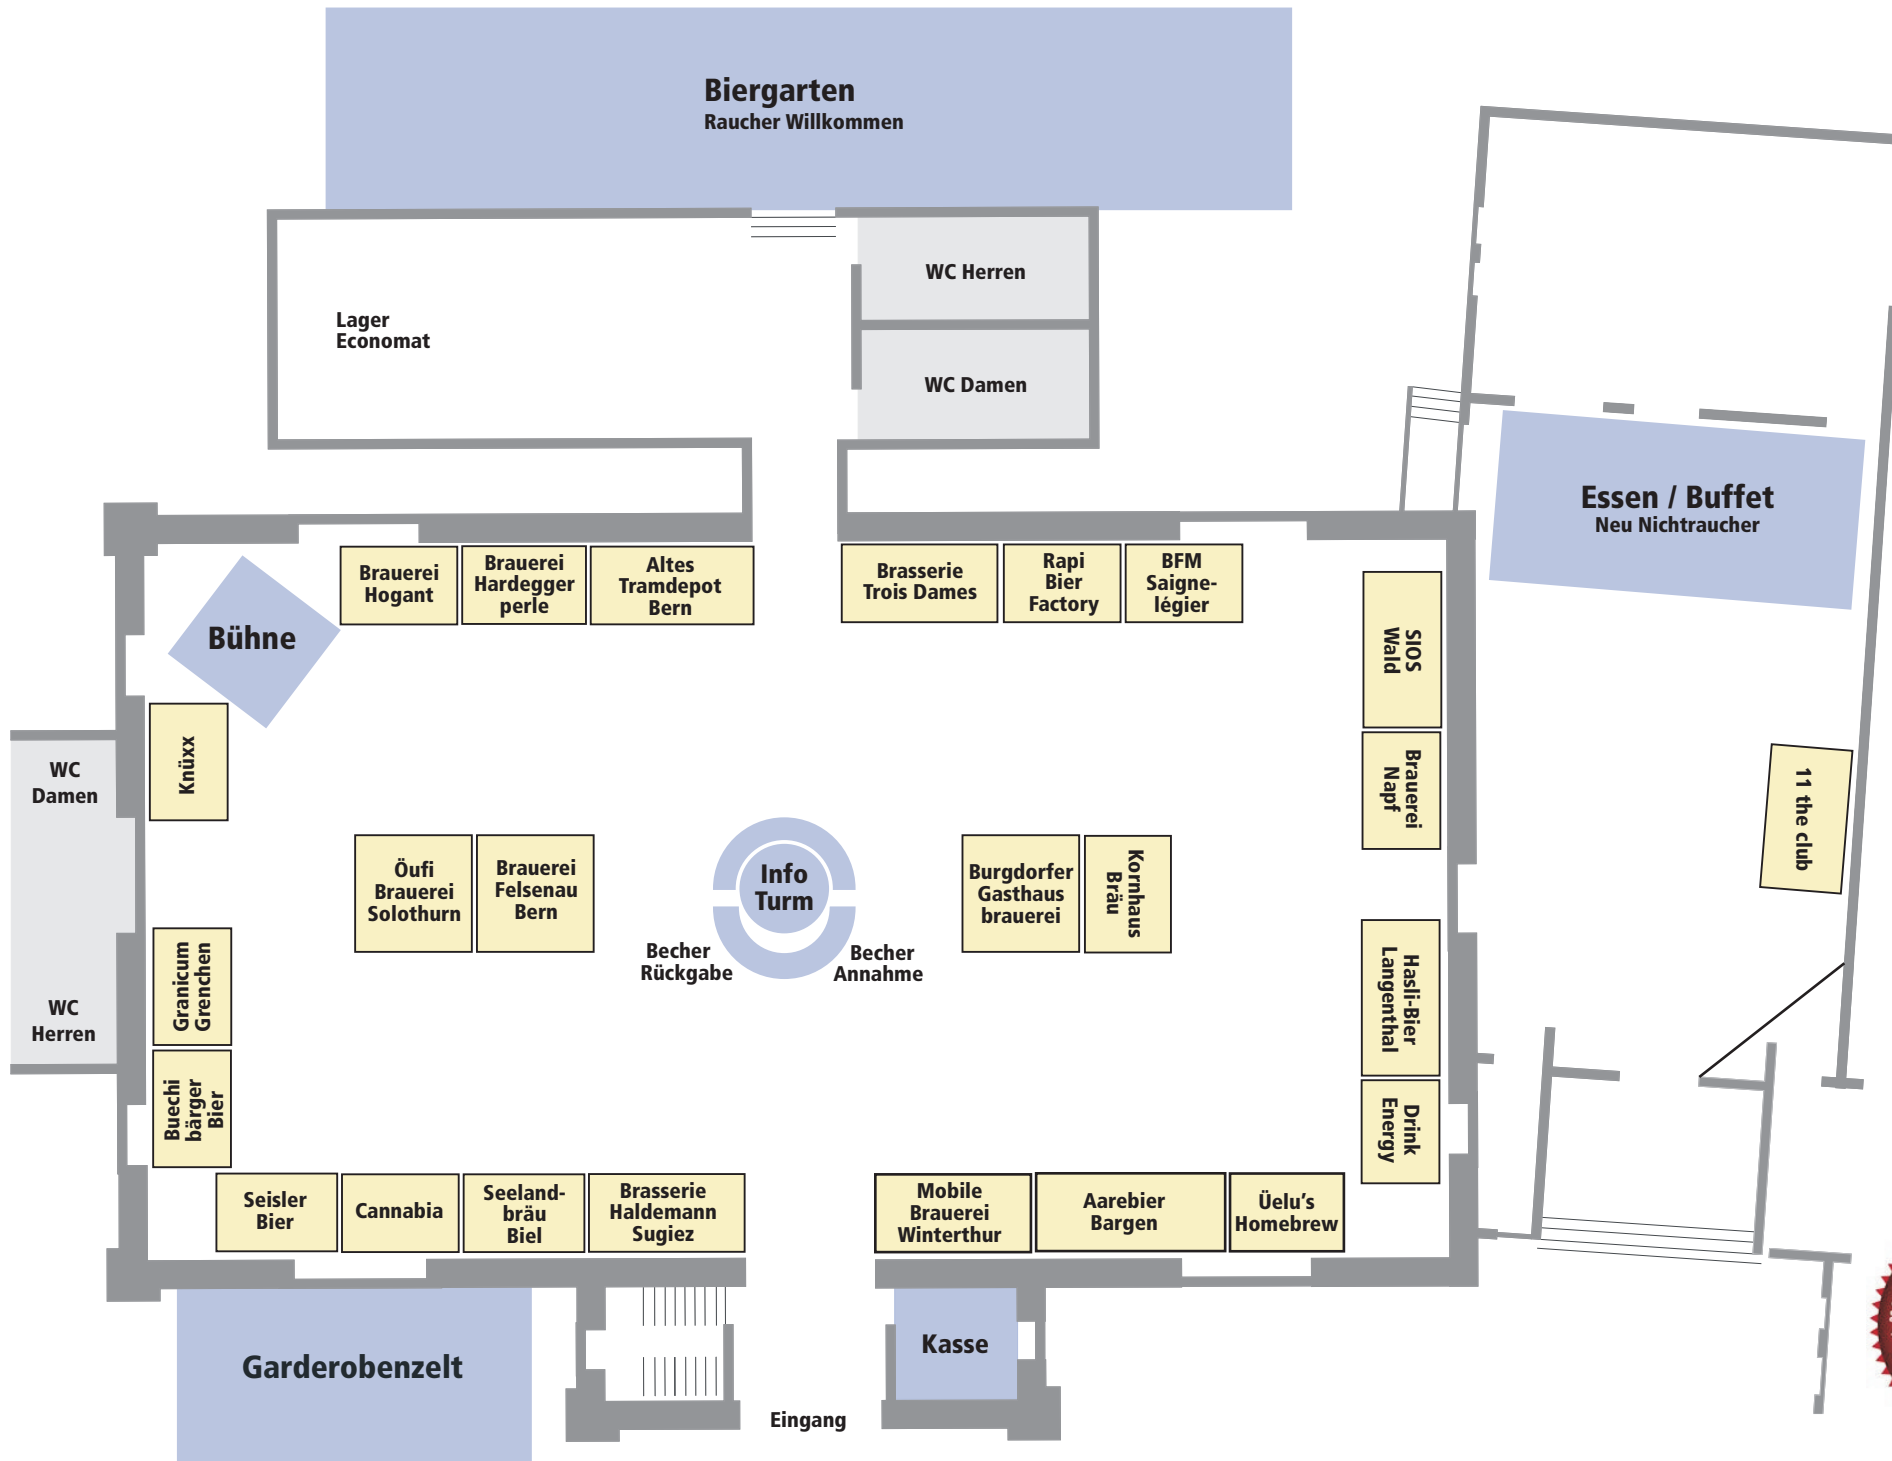 Biergarten
Raucher Willkommen
WC Herren
Lager
Economat
WC Damen
Essen / Buffet
Neu Nichtraucher
Brauerei
Hogant
Brauerei
Hardegger
perle
Altes
Tramdepot
Bern
Brasserie
Trois Dames
Rapi
Bier
Factory
BFM
Saigne-
légier
SIOS
Wald
Bühne
Knüxx
WC
Damen
Brauerei
Napf
11 the club
Öufi
Brauerei
Solothurn
Brauerei
Felsenau
Bern
Info
Turm
Burgdorfer
Gasthaus
brauerei
Kornhaus
Bräu
Becher
Rückgabe
Becher
Annahme
Granicum
Grenchen
WC
Herren
Hasli-Bier
Langenthal
Buechi
bärger
Bier
Drink
Energy
Seisler
Bier
Cannabia
Seeland-
bräu
Biel
Brasserie
Haldemann
Sugiez
Mobile
Brauerei
Winterthur
Aarebier
Bargen
Üelu's
Homebrew
Garderobenzelt
Kasse
Eingang